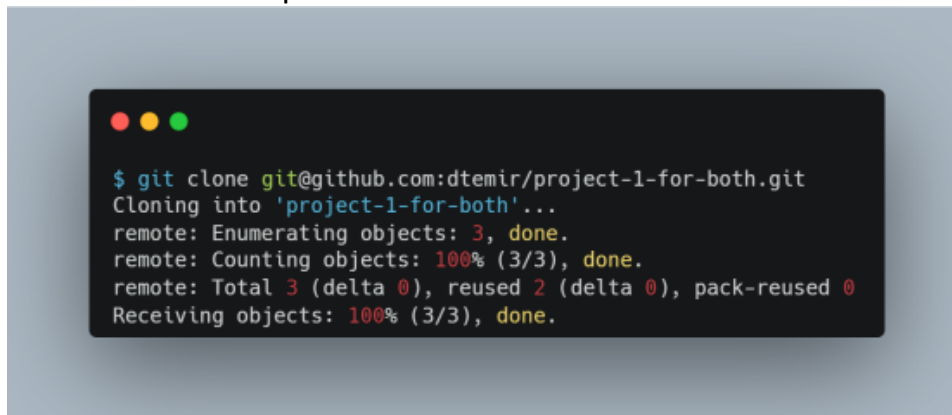 $ git clone git@github.com:dtemir/project-1-for-both.git
Cloning into 'project-1-for-both'...
remote: Enumerating objects: 3, done.
remote: Counting objects: 100% (3/3), done.
remote: Total 3 (delta 0), reused 2 (delta 0), pack-reused 0
Receiving objects: 100% (3/3), done.